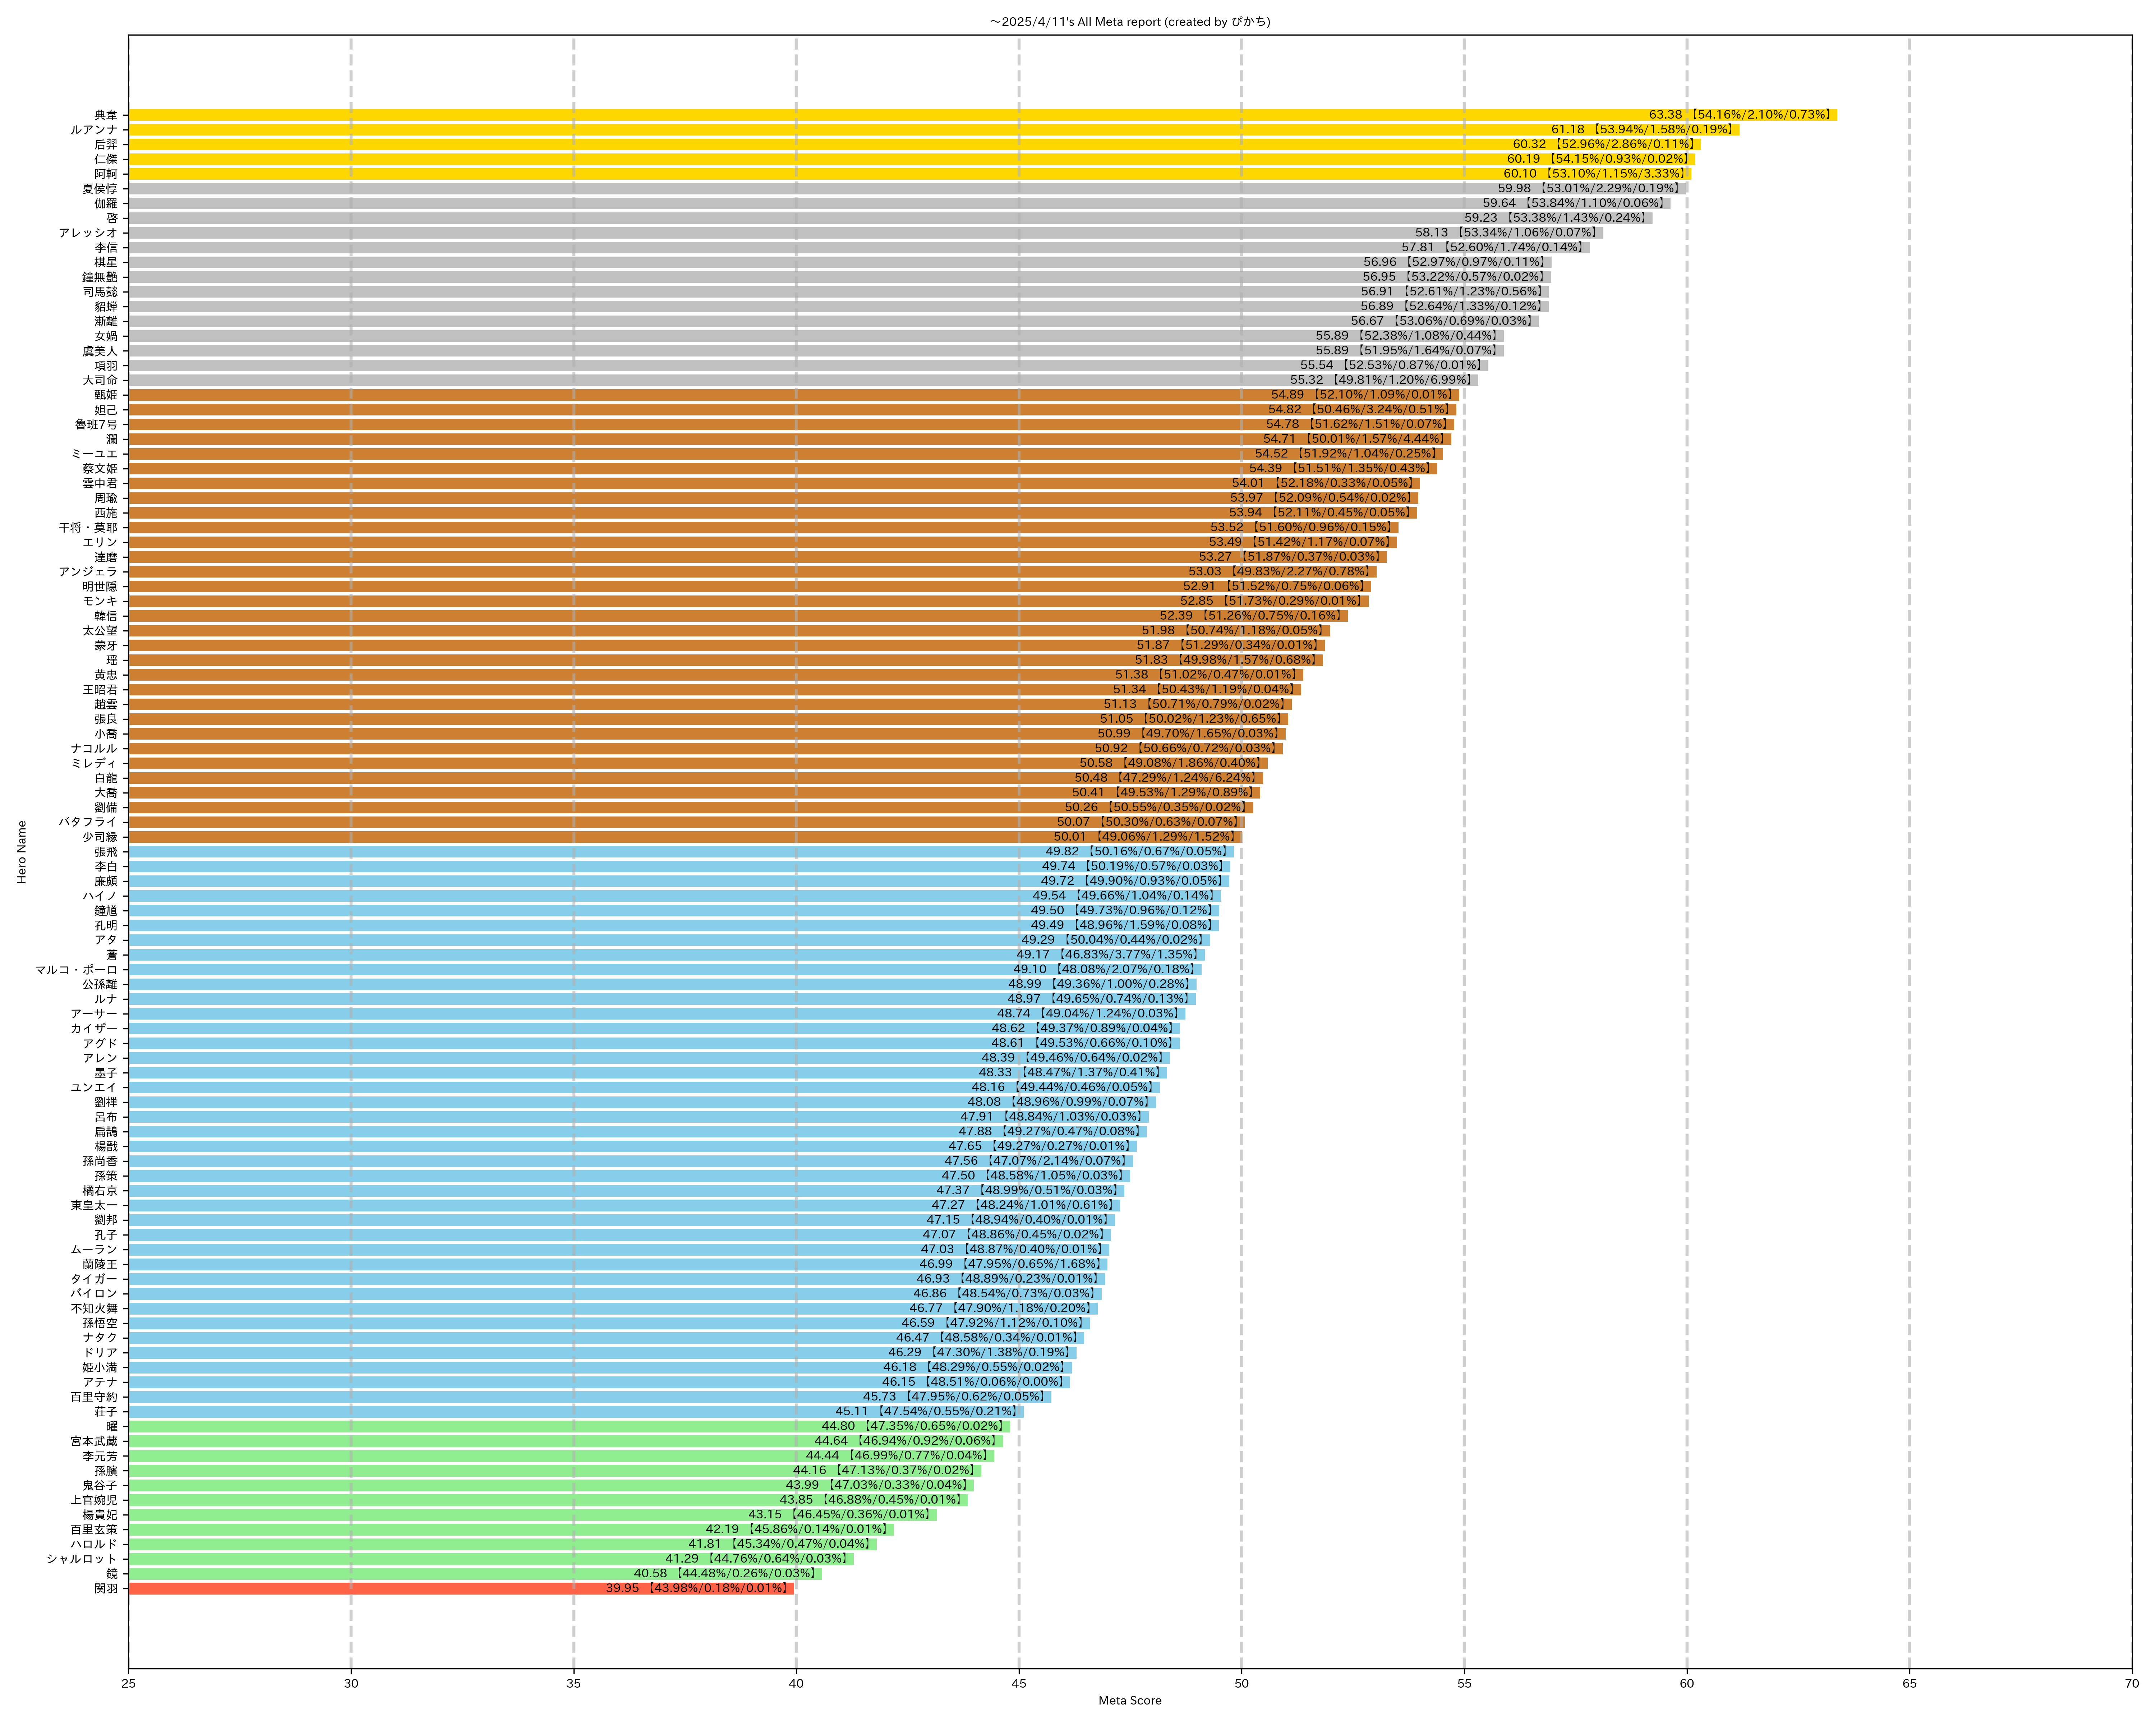 ～2025/4/11's All Meta report (created by ぴかち)
Hero Name
典韋 63.38 【54.16%/2.10%/0.73%】
ルアンナ 61.18 【53.94%/1.58%/0.19%】
后羿 60.32 【52.96%/2.86%/0.11%】
仁傑 60.19 【54.15%/0.93%/0.02%】
阿軻 60.10 【53.10%/1.15%/3.33%】
夏侯惇 59.98 【53.01%/2.29%/0.19%】
伽羅 59.64 【53.84%/1.10%/0.06%】
啓 59.23 【53.38%/1.43%/0.24%】
アレッシオ 58.13 【53.34%/1.06%/0.07%】
李信 57.81 【52.60%/1.74%/0.14%】
棋星 56.96 【52.97%/0.97%/0.11%】
鐘無艶 56.95 【53.22%/0.57%/0.02%】
司馬懿 56.91 【52.61%/1.23%/0.56%】
貂蝉 56.89 【52.64%/1.33%/0.12%】
漸離 56.67 【53.06%/0.69%/0.03%】
女媧 55.89 【52.38%/1.08%/0.44%】
虞美人 55.89 【51.95%/1.64%/0.07%】
項羽 55.54 【52.53%/0.87%/0.01%】
大司命 55.32 【49.81%/1.20%/6.99%】
甄姫 54.89 【52.10%/1.09%/0.01%】
妲己 54.82 【50.46%/3.24%/0.51%】
魯班7号 54.78 【51.62%/1.51%/0.07%】
瀾 54.71 【50.01%/1.57%/4.44%】
ミーユエ 54.52 【51.92%/1.04%/0.25%】
蔡文姫 54.39 【51.51%/1.35%/0.43%】
雲中君 54.01 【52.18%/0.33%/0.05%】
周瑜 53.97 【52.09%/0.54%/0.02%】
西施 53.94 【52.11%/0.45%/0.05%】
干将・莫耶 53.52 【51.60%/0.96%/0.15%】
エリン 53.49 【51.42%/1.17%/0.07%】
達磨 53.27 【51.87%/0.37%/0.03%】
アンジェラ 53.03 【49.83%/2.27%/0.78%】
明世隠 52.91 【51.52%/0.75%/0.06%】
モンキ 52.85 【51.73%/0.29%/0.01%】
韓信 52.39 【51.26%/0.75%/0.16%】
太公望 51.98 【50.74%/1.18%/0.05%】
蒙牙 51.87 【51.29%/0.34%/0.01%】
瑶 51.83 【49.98%/1.57%/0.68%】
黄忠 51.38 【51.02%/0.47%/0.01%】
王昭君 51.34 【50.43%/1.19%/0.04%】
趙雲 51.13 【50.71%/0.79%/0.02%】
張良 51.05 【50.02%/1.23%/0.65%】
小喬 50.99 【49.70%/1.65%/0.03%】
ナコルル 50.92 【50.66%/0.72%/0.03%】
ミレディ 50.58 【49.08%/1.86%/0.40%】
白龍 50.48 【47.29%/1.24%/6.24%】
大喬 50.41 【49.53%/1.29%/0.89%】
劉備 50.26 【50.55%/0.35%/0.02%】
バタフライ 50.07 【50.30%/0.63%/0.07%】
少司縁 50.01 【49.06%/1.29%/1.52%】
張飛 49.82 【50.16%/0.67%/0.05%】
李白 49.74 【50.19%/0.57%/0.03%】
廉頗 49.72 【49.90%/0.93%/0.05%】
ハイノ 49.54 【49.66%/1.04%/0.14%】
鐘馗 49.50 【49.73%/0.96%/0.12%】
孔明 49.49 【48.96%/1.59%/0.08%】
アタ 49.29 【50.04%/0.44%/0.02%】
蒼 49.17 【46.83%/3.77%/1.35%】
マルコ・ポーロ 49.10 【48.08%/2.07%/0.18%】
公孫離 48.99 【49.36%/1.00%/0.28%】
ルナ 48.97 【49.65%/0.74%/0.13%】
アーサー 48.74 【49.04%/1.24%/0.03%】
カイザー 48.62 【49.37%/0.89%/0.04%】
アグド 48.61 【49.53%/0.66%/0.10%】
アレン 48.39 【49.46%/0.64%/0.02%】
墨子 48.33 【48.47%/1.37%/0.41%】
ユンエイ 48.16 【49.44%/0.46%/0.05%】
劉禅 48.08 【48.96%/0.99%/0.07%】
呂布 47.91 【48.84%/1.03%/0.03%】
扁鵲 47.88 【49.27%/0.47%/0.08%】
楊戩 47.65 【49.27%/0.27%/0.01%】
孫尚香 47.56 【47.07%/2.14%/0.07%】
孫策 47.50 【48.58%/1.05%/0.03%】
橘右京 47.37 【48.99%/0.51%/0.03%】
東皇太一 47.27 【48.24%/1.01%/0.61%】
劉邦 47.15 【48.94%/0.40%/0.01%】
孔子 47.07 【48.86%/0.45%/0.02%】
ムーラン 47.03 【48.87%/0.40%/0.01%】
蘭陵王 46.99 【47.95%/0.65%/1.68%】
タイガー 46.93 【48.89%/0.23%/0.01%】
バイロン 46.86 【48.54%/0.73%/0.03%】
不知火舞 46.77 【47.90%/1.18%/0.20%】
孫悟空 46.59 【47.92%/1.12%/0.10%】
ナタク 46.47 【48.58%/0.34%/0.01%】
ドリア 46.29 【47.30%/1.38%/0.19%】
姫小満 46.18 【48.29%/0.55%/0.02%】
アテナ 46.15 【48.51%/0.06%/0.00%】
百里守約 45.73 【47.95%/0.62%/0.05%】
荘子 45.11 【47.54%/0.55%/0.21%】
曜 44.80 【47.35%/0.65%/0.02%】
宮本武蔵 44.64 【46.94%/0.92%/0.06%】
李元芳 44.44 【46.99%/0.77%/0.04%】
孫臏 44.16 【47.13%/0.37%/0.02%】
鬼谷子 43.99 【47.03%/0.33%/0.04%】
上官婉児 43.85 【46.88%/0.45%/0.01%】
楊貴妃 43.15 【46.45%/0.36%/0.01%】
百里玄策 42.19 【45.86%/0.14%/0.01%】
ハロルド 41.81 【45.34%/0.47%/0.04%】
シャルロット 41.29 【44.76%/0.64%/0.03%】
鏡 40.58 【44.48%/0.26%/0.03%】
関羽 39.95 【43.98%/0.18%/0.01%】
25 30 35 40 45 50 55 60 65 70
Meta Score